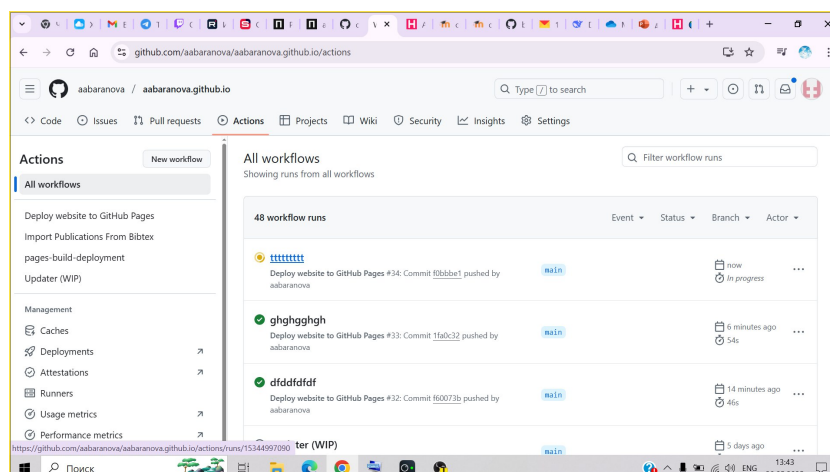 github.com/aabaranova/aabaranova.github.io/actions
aabaranova / aabaranova.github.io
Type / to search
Code Issues Pull requests Actions Projects Wiki Security Insights Settings
Actions
New workflow
All workflows
Deploy website to GitHub Pages
Import Publications From Bibtex
pages-build-deployment
Updater (WIP)
Management
Caches
Deployments
Attestations
Runners
Usage metrics
Performance metrics
All workflows
Showing runs from all workflows
Filter workflow runs
48 workflow runs
Event Status Branch Actor
ttttttttt
Deploy website to GitHub Pages #34: Commit f0bbbe1 pushed by
aabaranova
main
now
In progress
ghghgghgh
Deploy website to GitHub Pages #33: Commit 1fa0c32 pushed by
aabaranova
main
6 minutes ago
54s
dfddfdfdf
Deploy website to GitHub Pages #32: Commit f60073b pushed by
aabaranova
main
14 minutes ago
46s
ter (WIP)
main
5 days ago
https://github.com/aabaranova/aabaranova.github.io/actions/runs/15344997090
Поиск
ENG
13:43